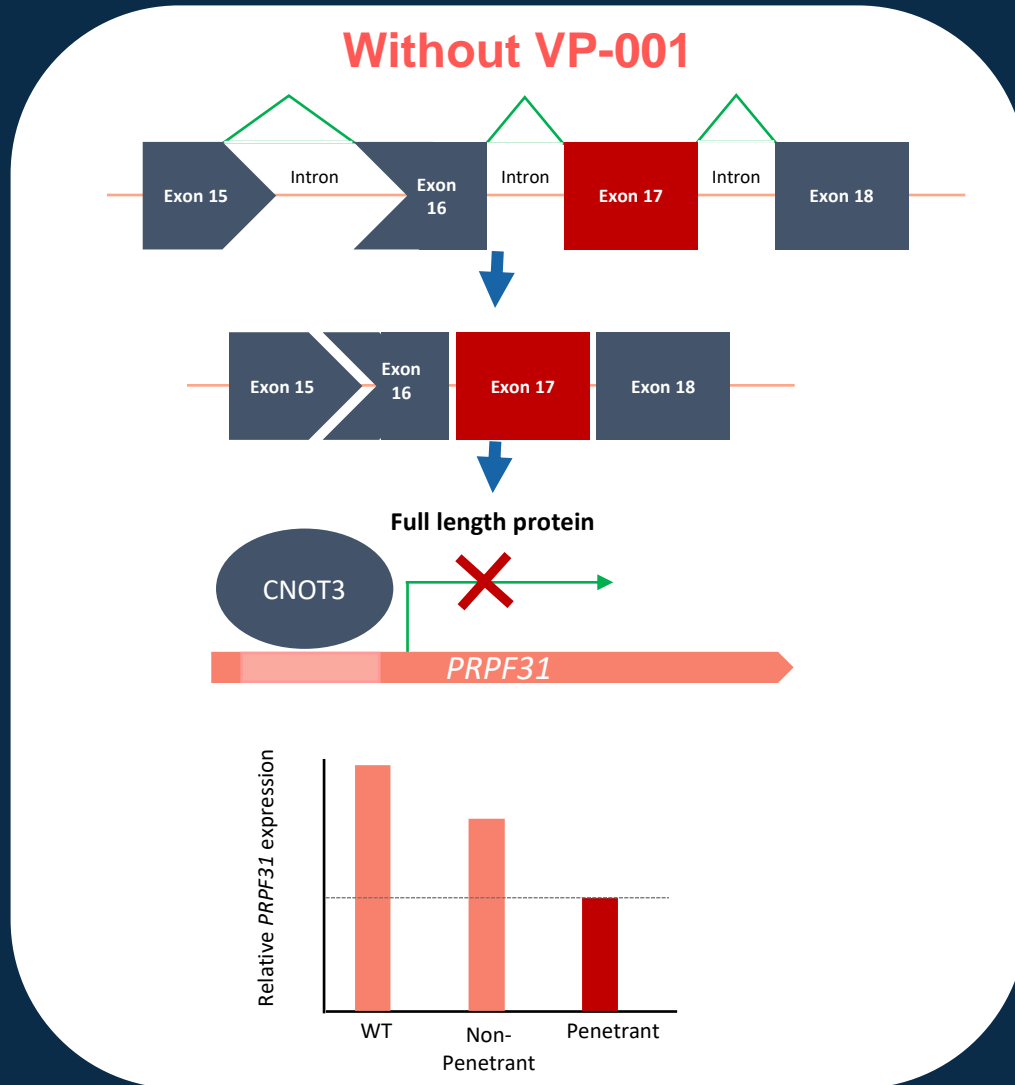 Without VP-001
Exon 15
Intron
Exon
16
Intron
Exon 17
Intron
Exon 18
Exon 15
Exon
16
Exon 17
Exon 18
Full length protein
CNOT3
PRPF31
Relative PRPF31 expression
WT
Non-
Penetrant
Penetrant